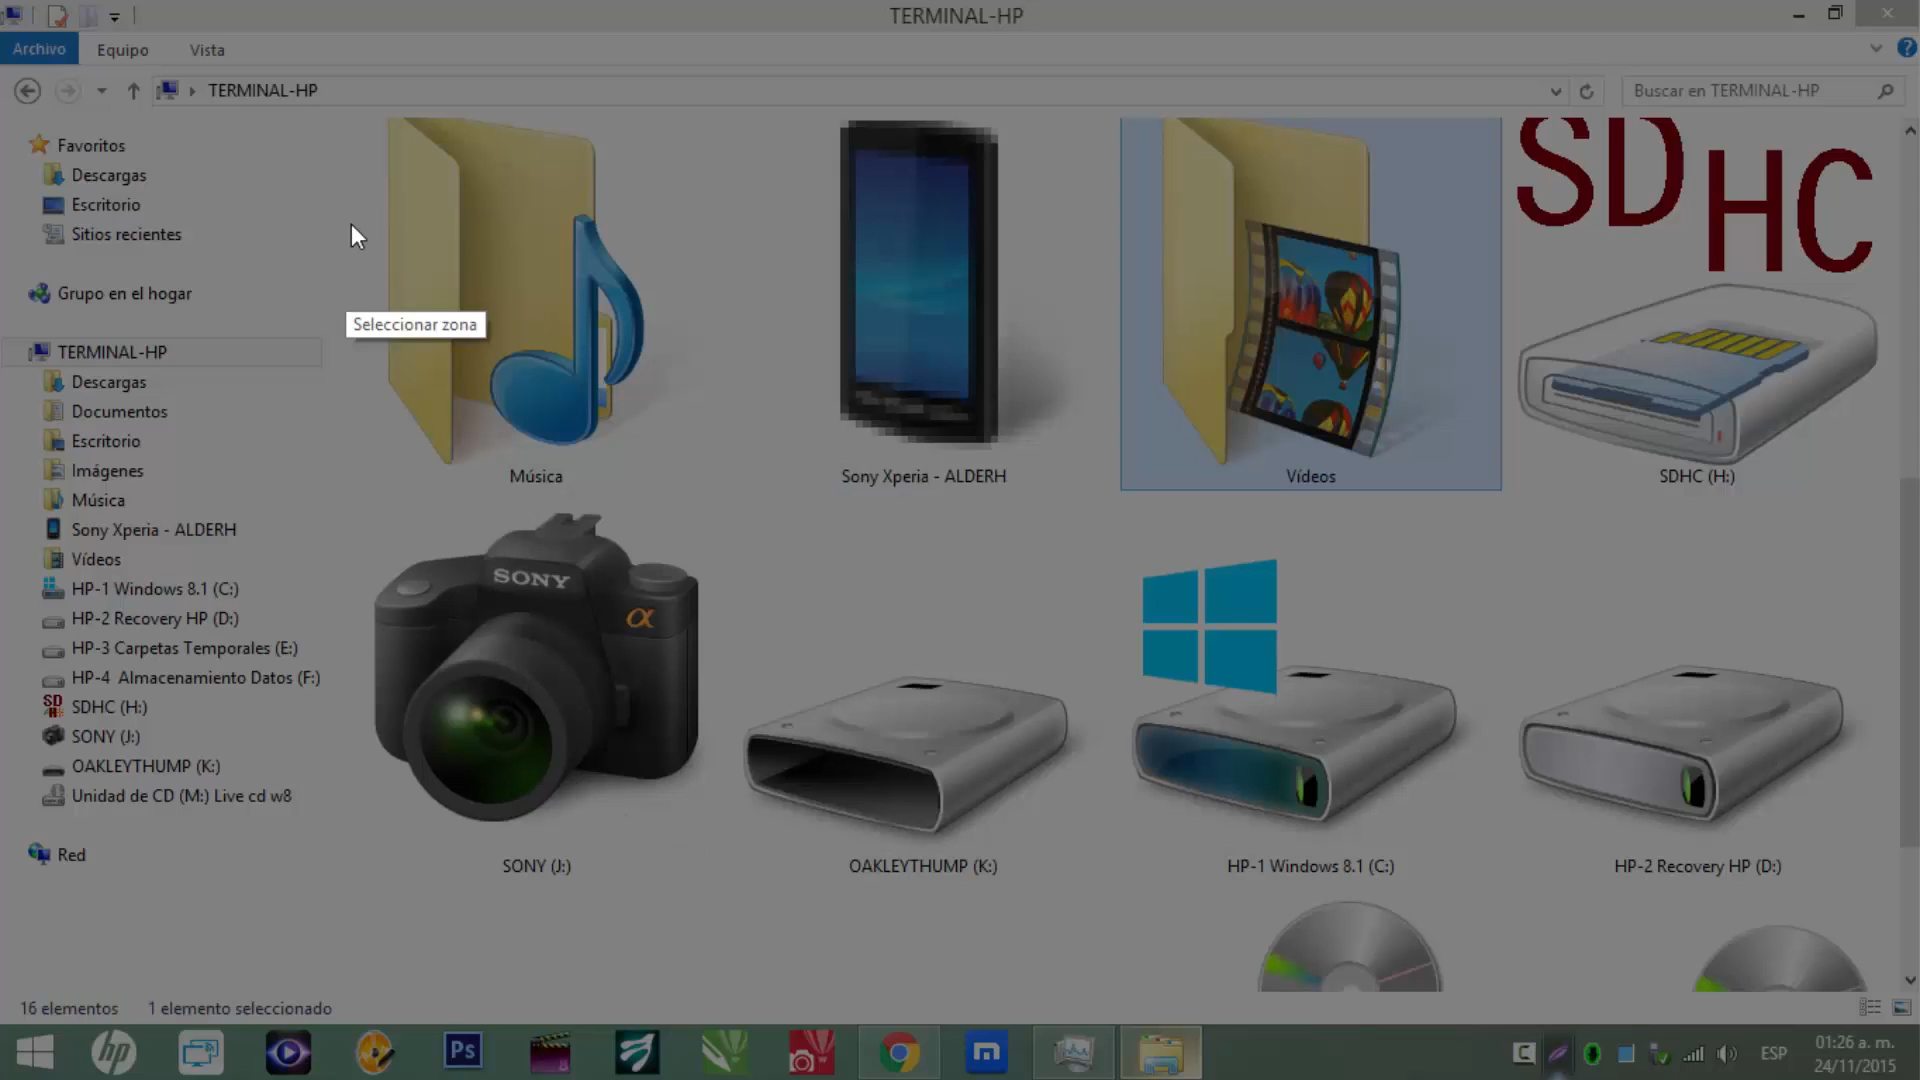 TERMINAL-HP
Archivo
Equipo
Vista
TERMINAL-HP
Buscar en TERMINAL-HP
Favoritos
Descargas
Escritorio
Sitios recientes
Grupo en el hogar
TERMINAL-HP
Descargas
Documentos
Escritorio
Imágenes
Música
Sony Xperia - ALDERH
Vídeos
HP-1 Windows 8.1 (C:)
HP-2 Recovery HP (D:)
HP-3 Carpetas Temporales (E:)
HP-4 Almacenamiento Datos (F:)
SDHC (H:)
SONY (J:)
OAKLEYTHUMP (K:)
Unidad de CD (M:) Live cd w8
Red
Seleccionar zona
SDHC
Música
Sony Xperia - ALDERH
Vídeos
SDHC (H:)
SONY
α
SONY (J:)
OAKLEYTHUMP (K:)
HP-1 Windows 8.1 (C:)
HP-2 Recovery HP (D:)
16 elementos
1 elemento seleccionado
hp
Ps
ESP
01:26 a. m.
24/11/2015